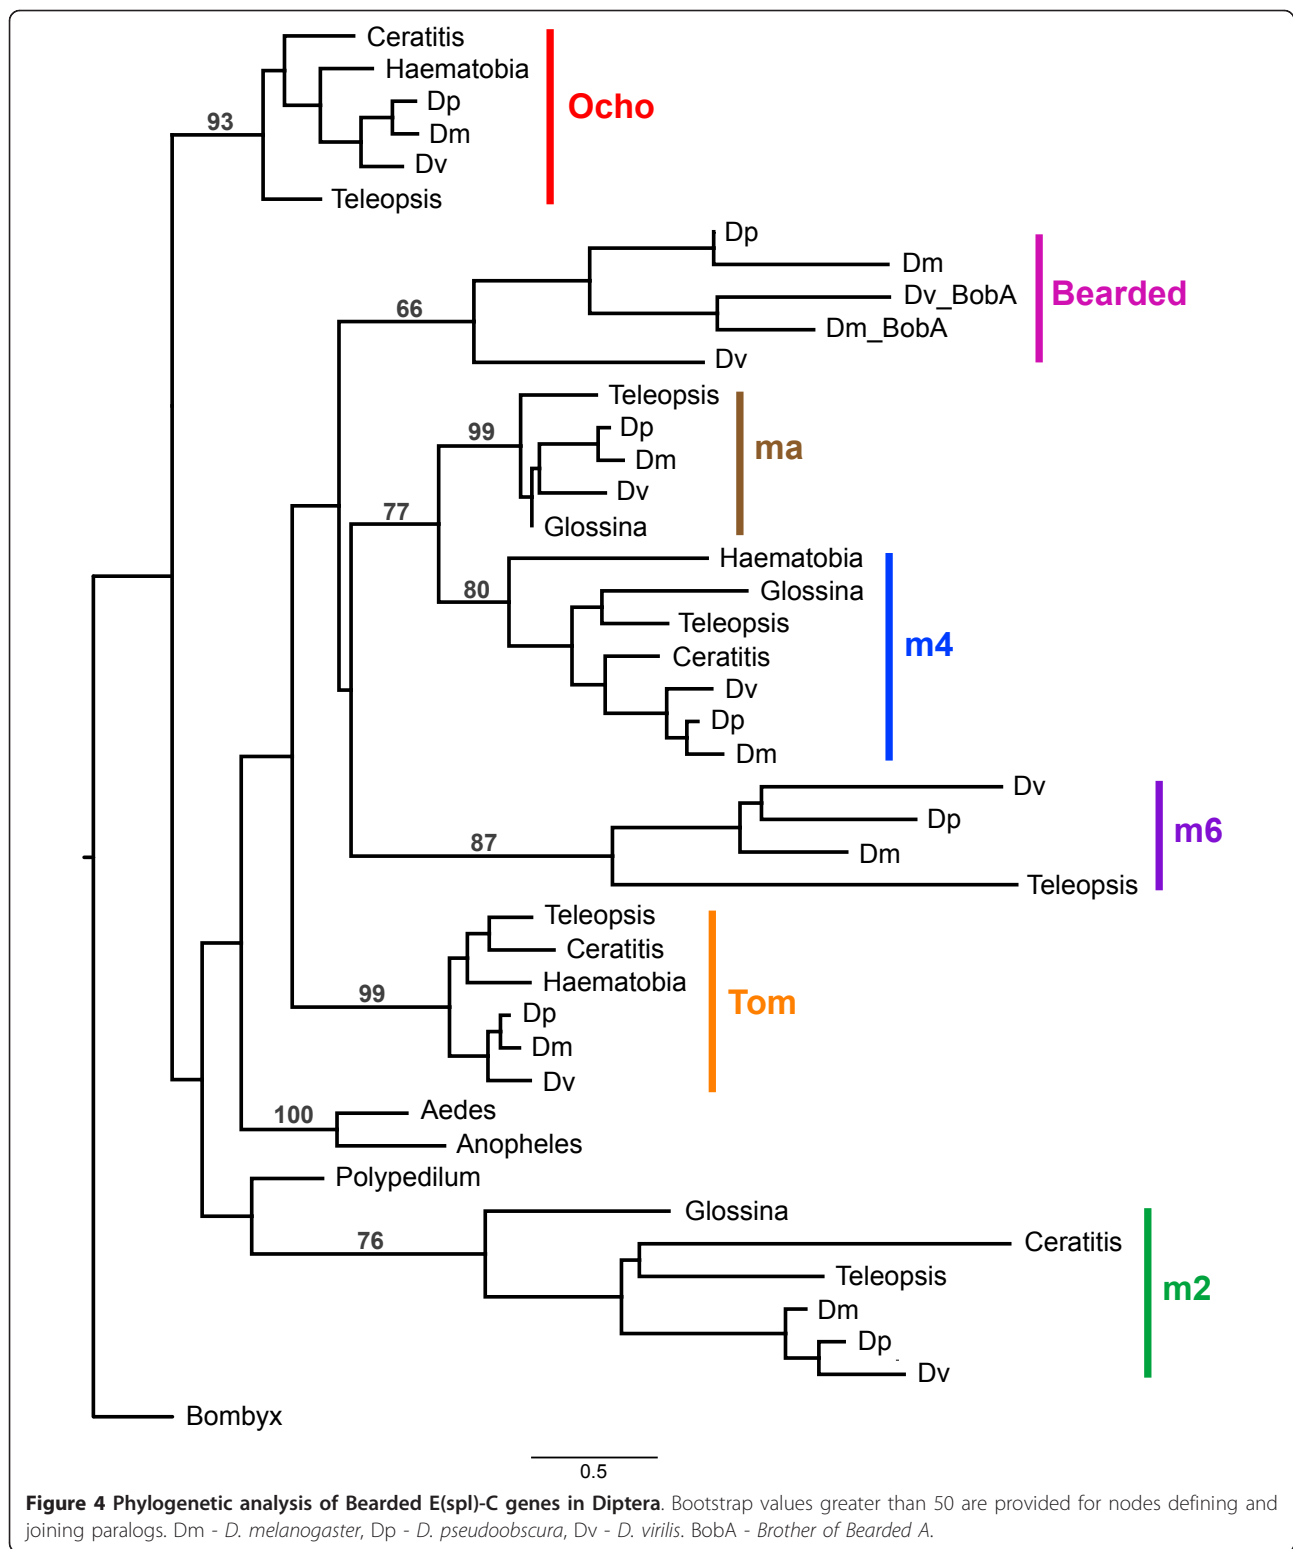 Ceratitis
Haematobia
93
Dp
Ocho
Dm
Dv
Teleopsis
Dp
Dm
Dv_BobA
Bearded
66
Dm_BobA
Dv
Teleopsis
Dp
99
ma
Dm
Dv
77
Glossina
Haematobia
80
Glossina
Teleopsis
m4
Ceratitis
Dv
Dp
Dm
Dv
Dp
m6
87
Dm
Teleopsis
Teleopsis
Ceratitis
Haematobia
99
Tom
Dp
Dm
Dv
100
Aedes
Anopheles
Polypedilum
Glossina
76
Ceratitis
Teleopsis
m2
Dm
Dp
Dv
Bombyx
0.5
Figure 4 Phylogenetic analysis of Bearded E(spl)-C genes in Diptera. Bootstrap values greater than 50 are provided for nodes defining and
joining paralogs. Dm - D. melanogaster, Dp - D. pseudoobscura, Dv - D. virilis. BobA - Brother of Bearded A.